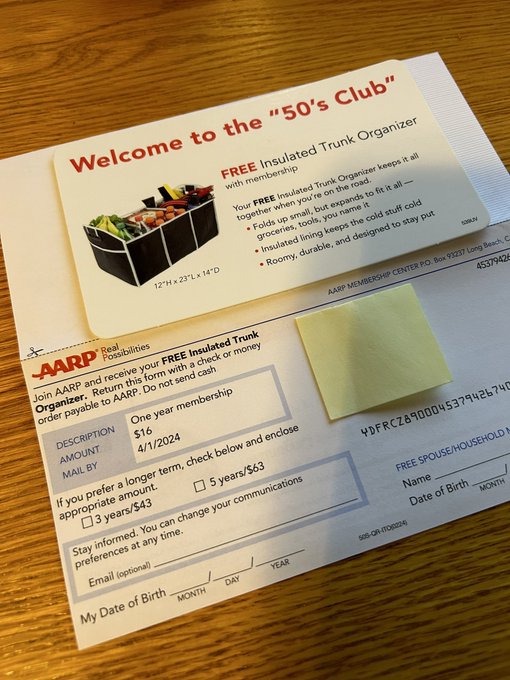 Welcome to the "50's Club"
FREE Insulated Trunk Organizer
with membership
Your FREE Insulated Trunk Organizer keeps it all
together when you're on the road.
• Folds up small, but expands to fit it all —
groceries, tools, you name it
• Insulated lining keeps the cold stuff cold
• Roomy, durable, and designed to stay put
12"H x 23"L x 14"D
S39UV
AARP MEMBERSHIP CENTER P.O. Box 93237 Long Beach, C
4537942
AARP Real
Possibilities
Join AARP and receive your FREE Insulated Trunk
Organizer. Return this form with a check or money
order payable to AARP. Do not send cash
DESCRIPTION One year membership
AMOUNT $16
MAIL BY 4/1/2024
YDFRCZ8900045379426740
If you prefer a longer term, check below and enclose
appropriate amount.
3 years/$43 5 years/$63
FREE SPOUSE/HOUSEHOLD M
Name
Date of Birth
MONTH
Stay informed. You can change your communications
preferences at any time.
Email (optional)
50S-QR-ITO(0224)
My Date of Birth
MONTH DAY YEAR